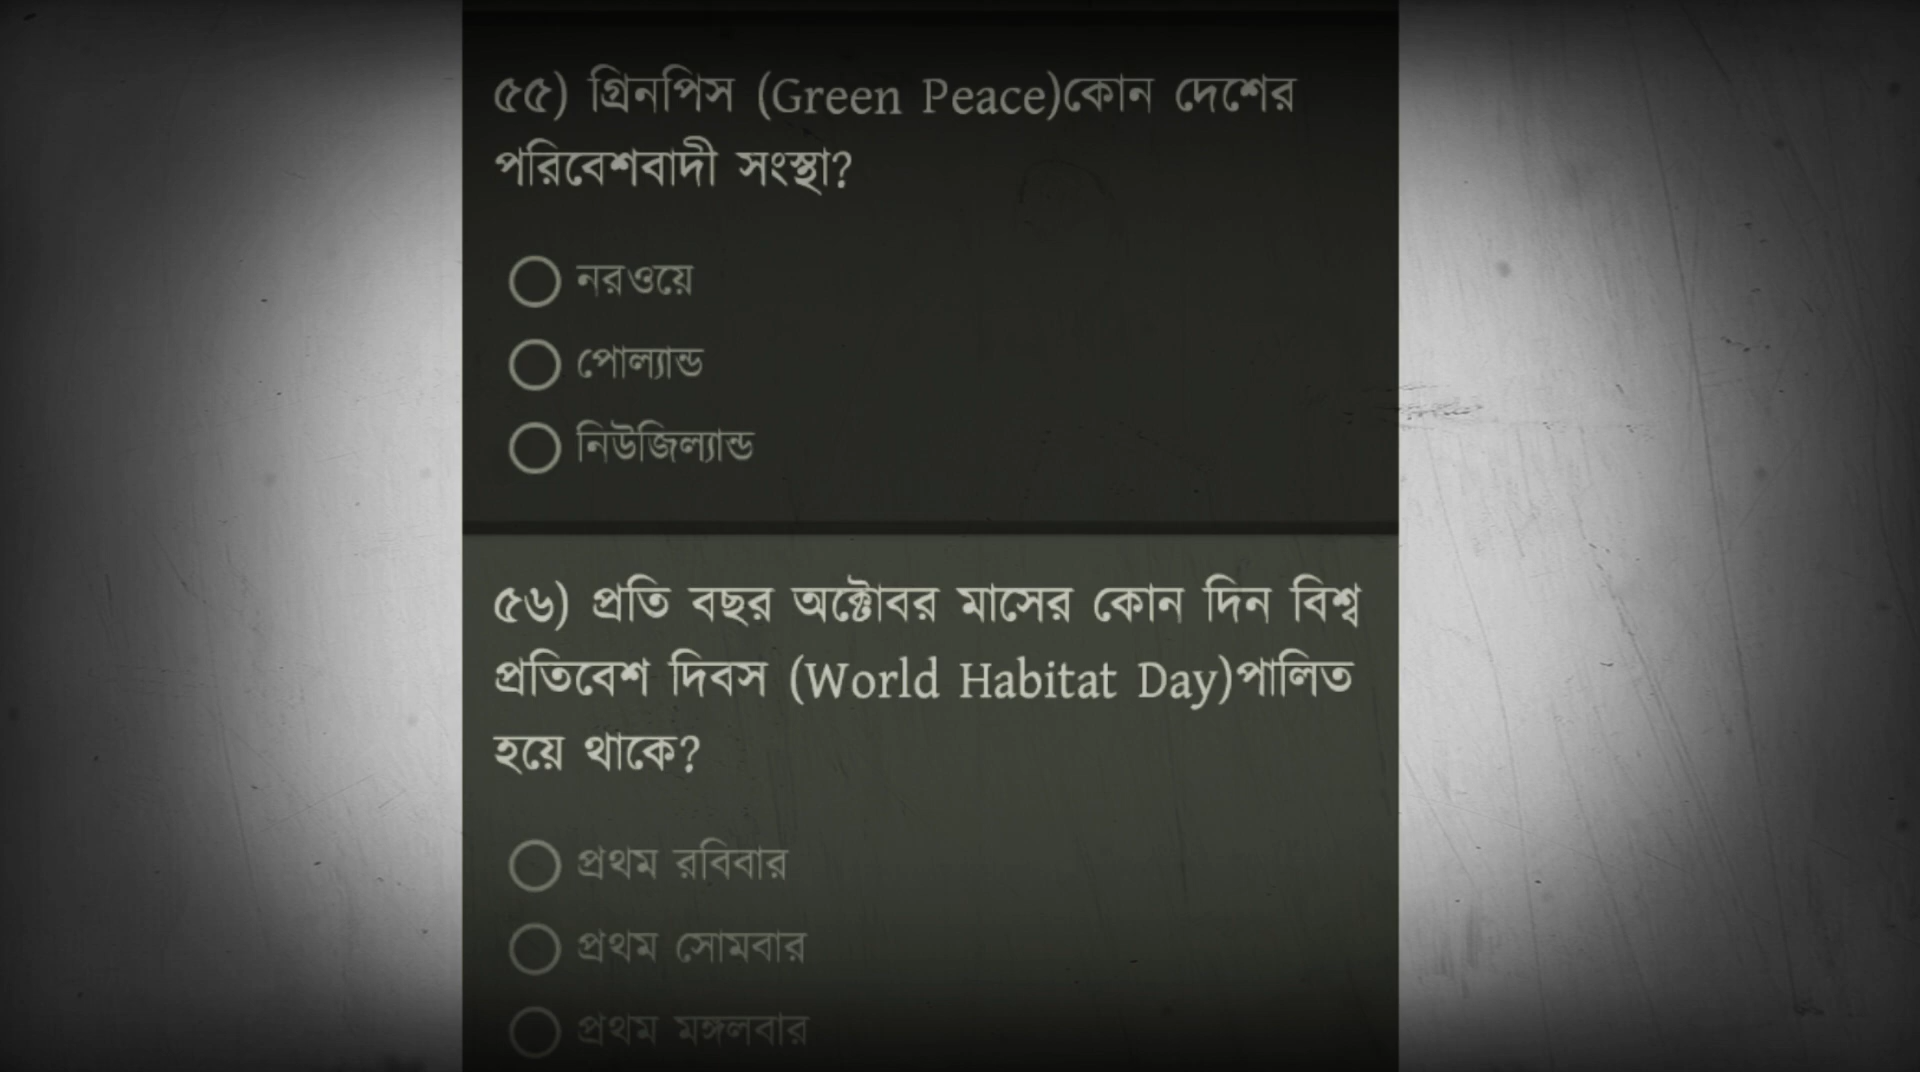 ৫৫) গ্রিনপিস (Green Peace)কোন দেশের
পরিবেশবাদী সংস্থা?
নরওয়ে
পোল্যান্ড
নিউজিল্যান্ড
৫৬) প্রতি বছর অক্টোবর মাসের কোন দিন বিশ্ব
প্রতিবেশ দিবস (World Habitat Day)পালিত
হয়ে থাকে?
প্রথম রবিবার
প্রথম সোমবার
প্রথম মঙ্গলবার